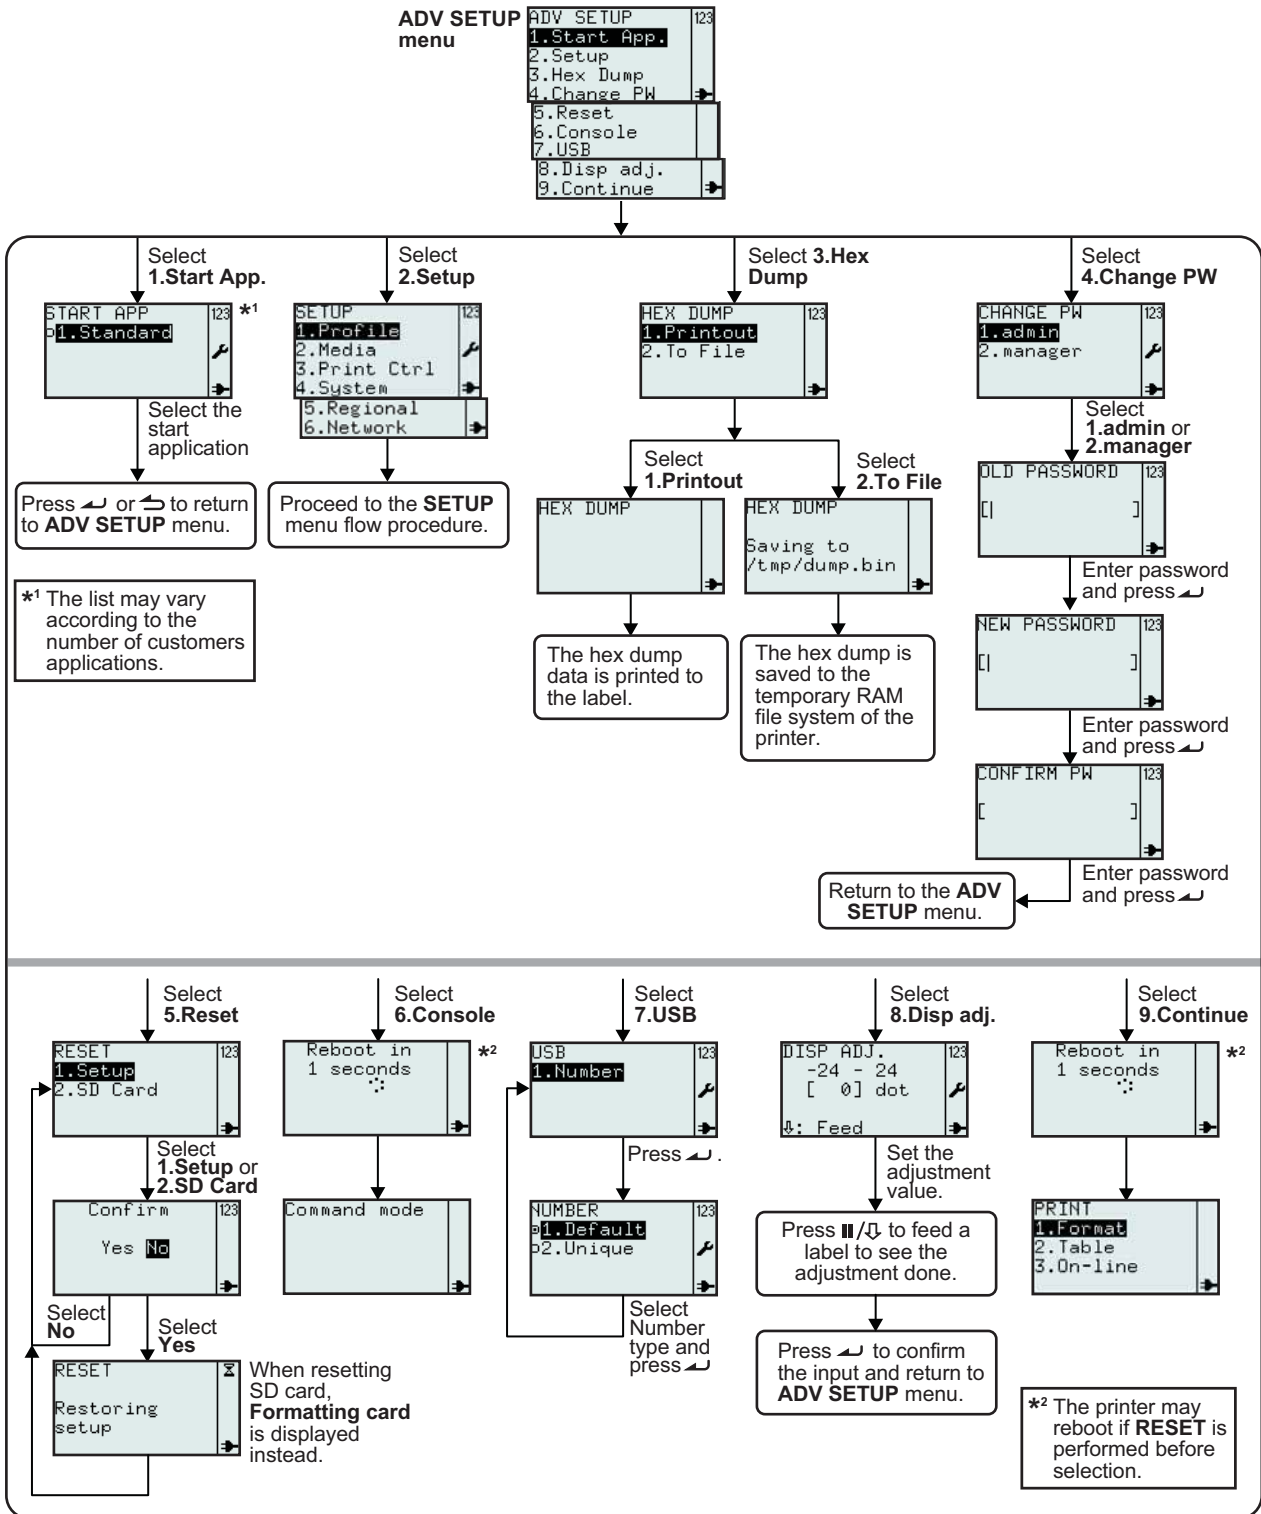 ADV SETUP
menu
ADV SETUP 123
1.Start App.
2.Setup
3.Hex Dump
4.Change PW
5.Reset
6.Console
7.USB
8.Disp adj.
9.Continue
Select
1.Start App.
START APP 123
1.Standard
*1
Select the
start
application
Press or to return
to ADV SETUP menu.
*1 The list may vary
according to the
number of customers
applications.
Select
2.Setup
SETUP 123
1.Profile
2.Media
3.Print Ctrl
4.System
5.Regional
6.Network
Proceed to the SETUP
menu flow procedure.
Select 3.Hex
Dump
HEX DUMP 123
1.Printout
2.To File
Select
1.Printout
HEX DUMP
The hex dump
data is printed to
the label.
Select
2.To File
HEX DUMP
Saving to
/tmp/dump.bin
The hex dump is
saved to the
temporary RAM
file system of the
printer.
Select
4.Change PW
CHANGE PW 123
1.admin
2.manager
Select
1.admin or
2.manager
OLD PASSWORD 123
[| ]
Enter password
and press
NEW PASSWORD 123
[| ]
Enter password
and press
CONFIRM PW 123
[ ]
Enter password
and press
Return to the ADV
SETUP menu.
Select
5.Reset
RESET 123
1.Setup
2.SD Card
Select
1.Setup or
2.SD Card
Confirm 123
Yes No
Select
No
Select
Yes
RESET
Restoring
setup
When resetting
SD card,
Formatting card
is displayed
instead.
Select
6.Console
Reboot in
1 seconds
*2
Command mode
Select
7.USB
USB 123
1.Number
Press .
NUMBER 123
1.Default
2.Unique
Select
Number
type and
press
Select
8.Disp adj.
DISP ADJ. 123
-24 - 24
[ 0] dot
⇩: Feed
Set the
adjustment
value.
Press / to feed a
label to see the
adjustment done.
Press to confirm
the input and return to
ADV SETUP menu.
Select
9.Continue
Reboot in
1 seconds
*2
PRINT
1.Format
2.Table
3.On-line
*2 The printer may
reboot if RESET is
performed before
selection.